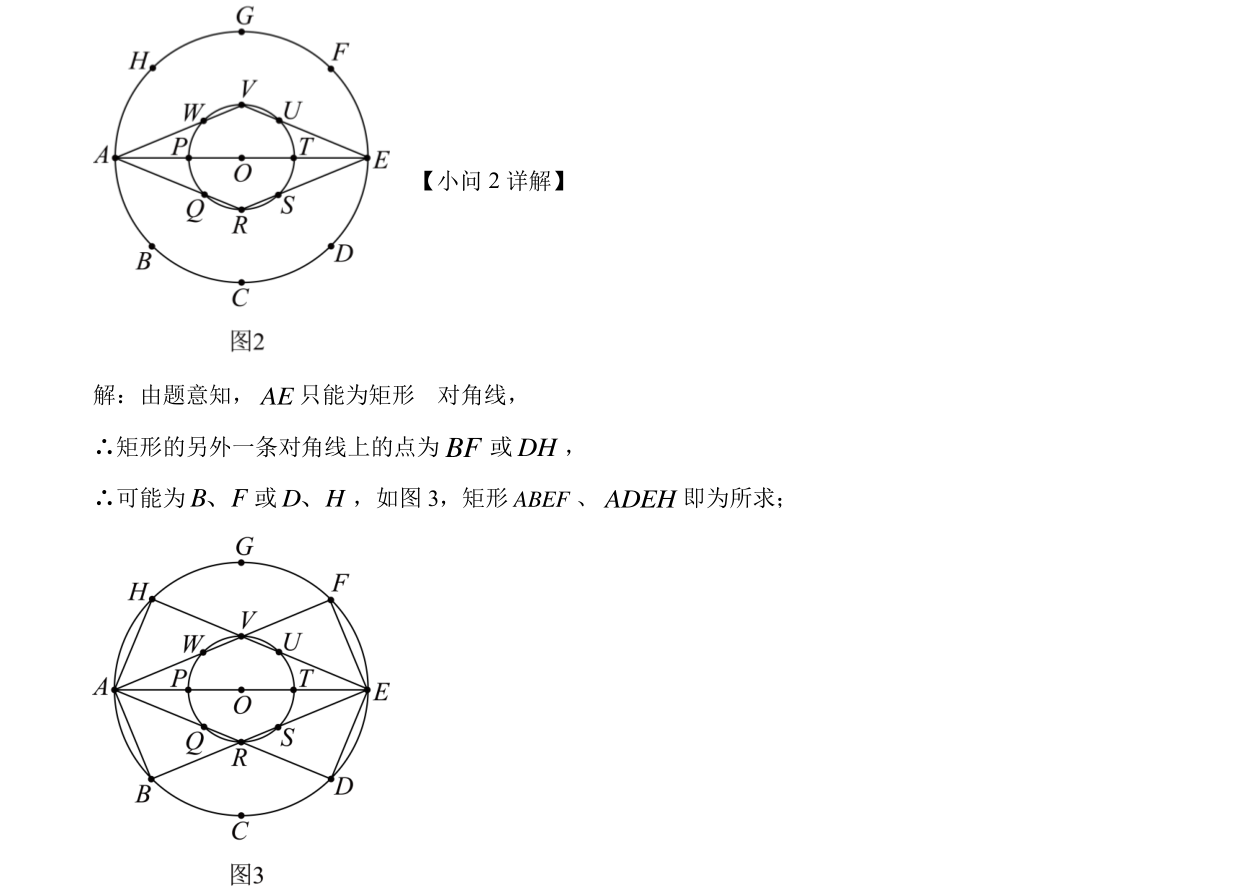 G
H
F
V
W
U
A
P
T
E
O
Q
S
R
B
D
C
图2
【小问 2 详解】
解：由题意知，AE 只能为矩形 对角线，
∴矩形的另外一条对角线上的点为 BF 或 DH，
∴可能为 B、F 或 D、H，如图 3，矩形 ABEF、ADEH 即为所求；
G
H
F
V
W
U
A
P
T
E
O
Q
S
R
B
D
C
图3